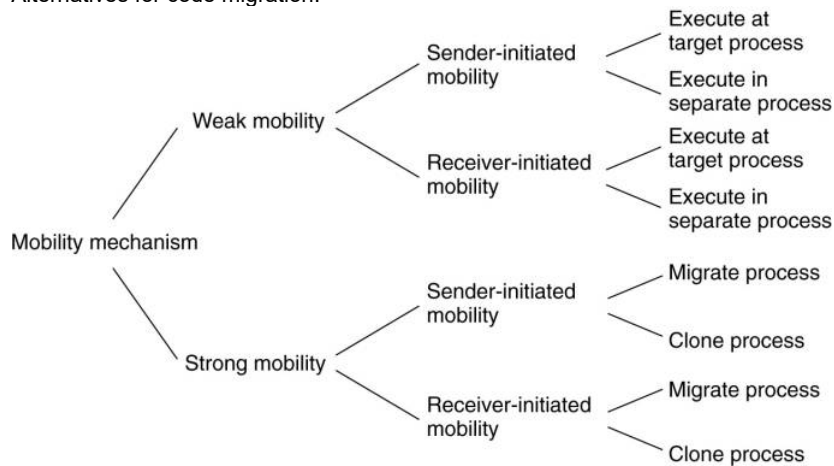 Alternatives for code migration.
Execute at
target process
Sender-initiated
mobility
Execute in
separate process
Weak mobility
Execute at
target process
Receiver-initiated
mobility
Execute in
separate process
Mobility mechanism
Migrate process
Sender-initiated
mobility
Clone process
Strong mobility
Migrate process
Receiver-initiated
mobility
Clone process